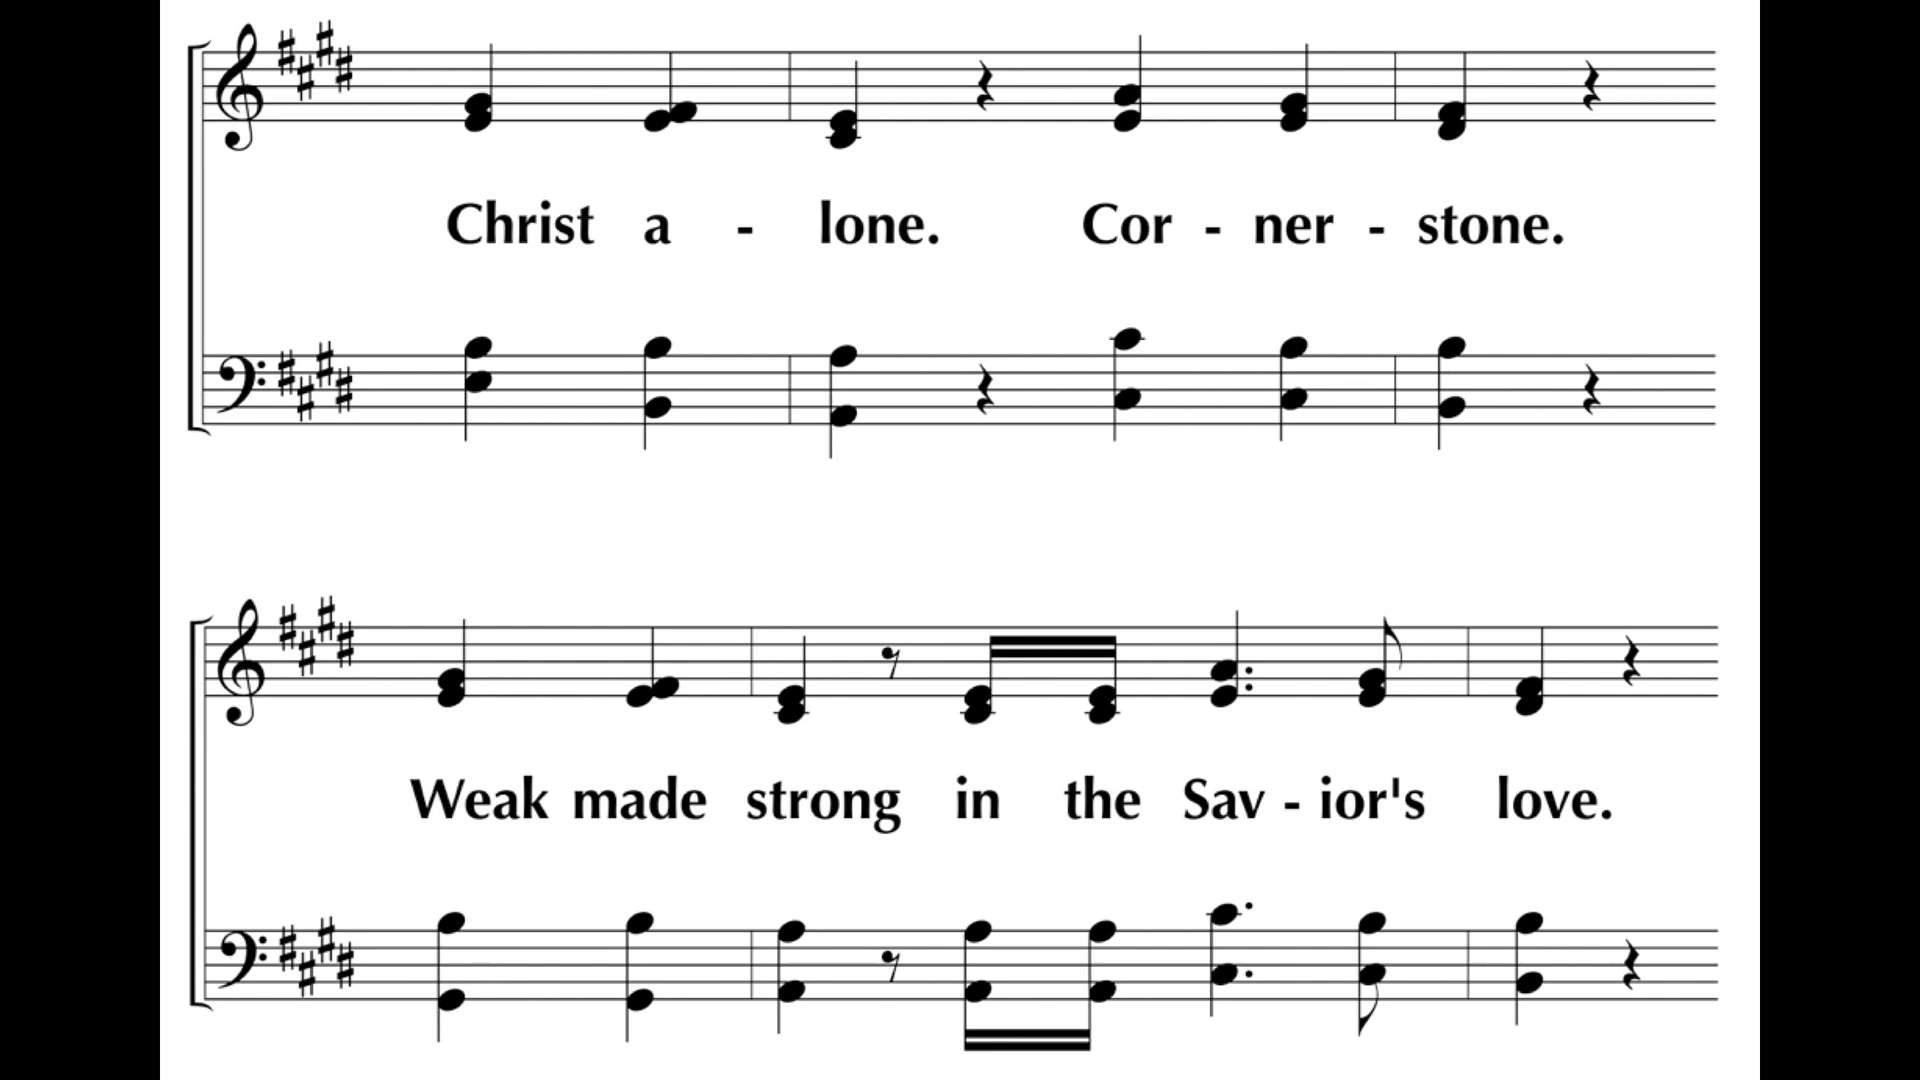 Christ a - lone. Cor - ner - stone.
Weak made strong in the Sav - ior's love.